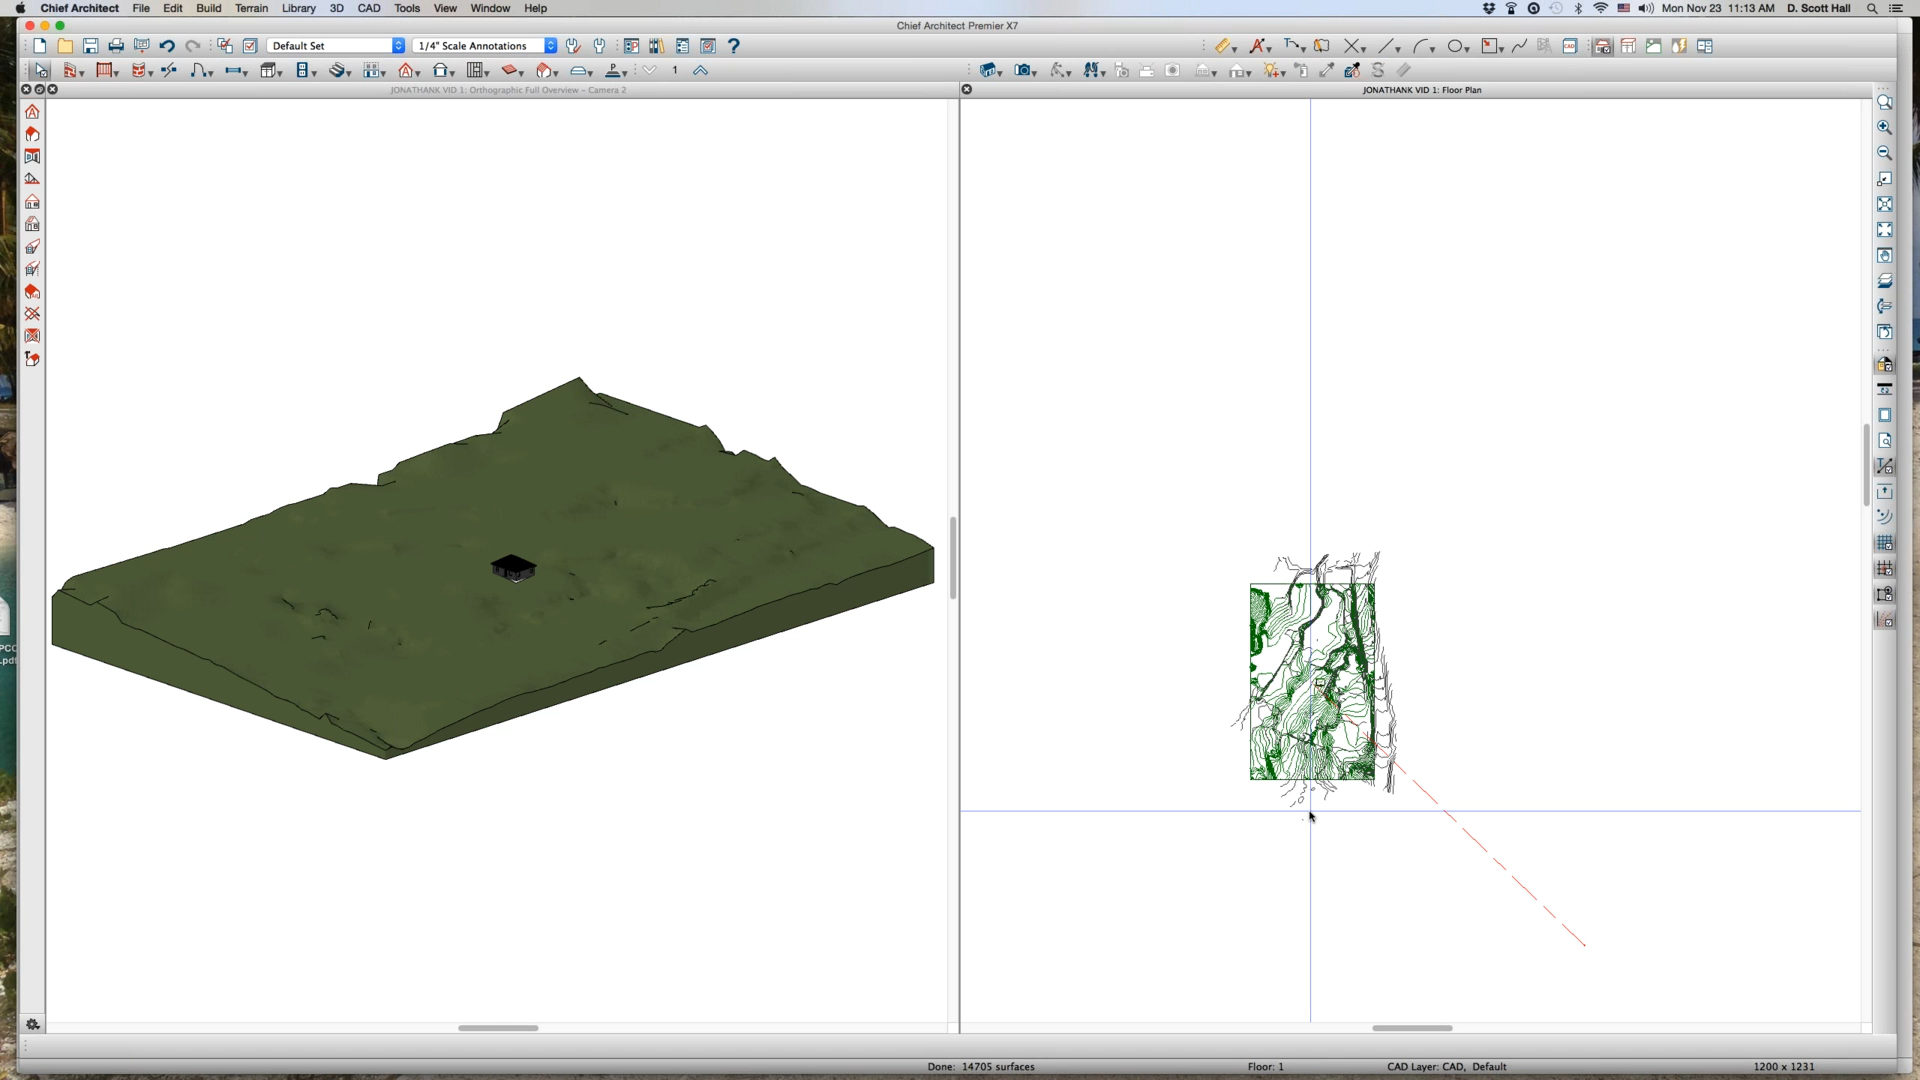 Chief Architect File Edit Build Terrain Library 3D CAD Tools View Window Help
Mon Nov 23 11:13 AM D. Scott Hall
Chief Architect Premier X7
Default Set
1/4" Scale Annotations
1
JONATHANK VID 1: Orthographic Full Overview – Camera 2
JONATHANK VID 1: Floor Plan
PCC
.pdf
Done: 14705 surfaces
Floor: 1
CAD Layer: CAD, Default
1200 x 1231